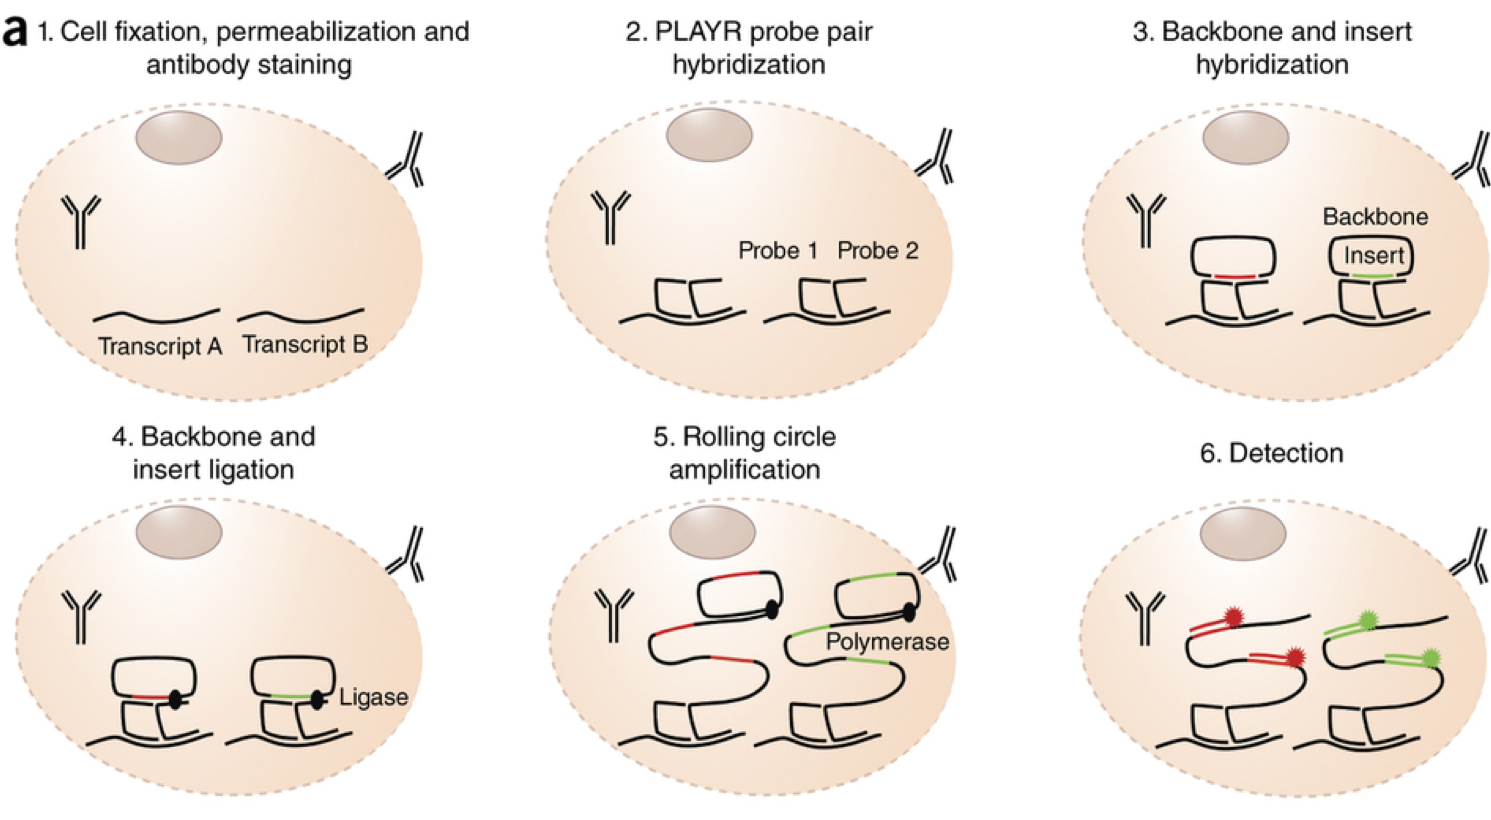 a
1. Cell fixation, permeabilization and
antibody staining
2. PLAYR probe pair
hybridization
3. Backbone and insert
hybridization
Transcript A
Transcript B
Probe 1
Probe 2
Backbone
Insert
4. Backbone and
insert ligation
5. Rolling circle
amplification
6. Detection
Ligase
Polymerase